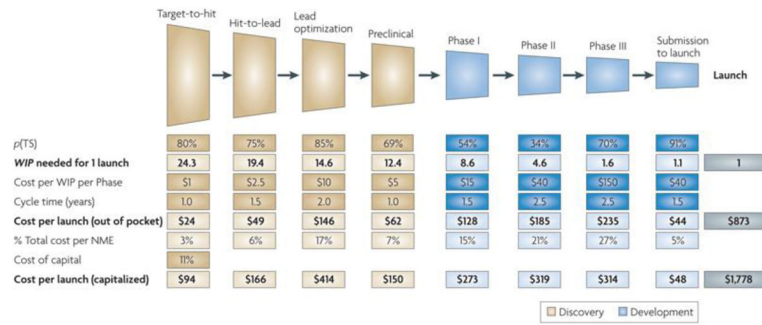 Target-to-hit Hit-to-lead Lead optimization Preclinical Phase I Phase II Phase III Submission to launch Launch
p(TS) 80% 75% 85% 69% 54% 34% 70% 91%
WIP needed for 1 launch 24.3 19.4 14.6 12.4 8.6 4.6 1.6 1.1 1
Cost per WIP per Phase $1 $2.5 $10 $5 $15 $40 $150 $40
Cycle time (years) 1.0 1.5 2.0 1.0 1.5 2.5 2.5 1.5
Cost per launch (out of pocket) $24 $49 $146 $62 $128 $185 $235 $44 $873
% Total cost per NME 3% 6% 17% 7% 15% 21% 27% 5%
Cost of capital 11%
Cost per launch (capitalized) $94 $166 $414 $150 $273 $319 $314 $48 $1,778
Discovery Development